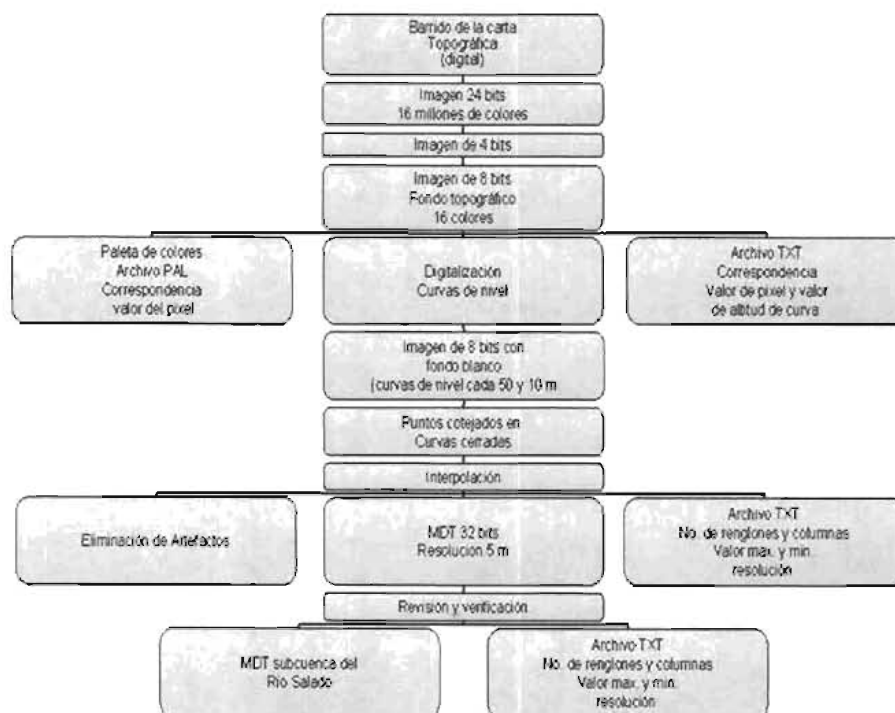 Barrido de la carta
Topográfica
(digital)
Imagen 24 bits
16 millones de colores
Imagen de 4 bits
Imagen de 8 bits
Fondo topográfico
16 colores
Paleta de colores
Archivo PAL
Correspondencia
valor del pixel
Digitalización
Curvas de nivel
Archivo TXT
Correspondencia
Valor de pixel y valor
de altitud de curva
Imagen de 8 bits con
fondo blanco
(curvas de nivel cada 50 y 10 m
Puntos cotejados en
Curvas cerradas
Interpolación
Eliminación de Artefactos
MDT 32 bits
Resolución 5 m
Archivo TXT
No. de renglones y columnas
Valor max. y min.
resolución
Revisión y verificación
MDT subcuenca del
Río Salado
Archivo TXT
No. de renglones y columnas
Valor max. y min.
resolución